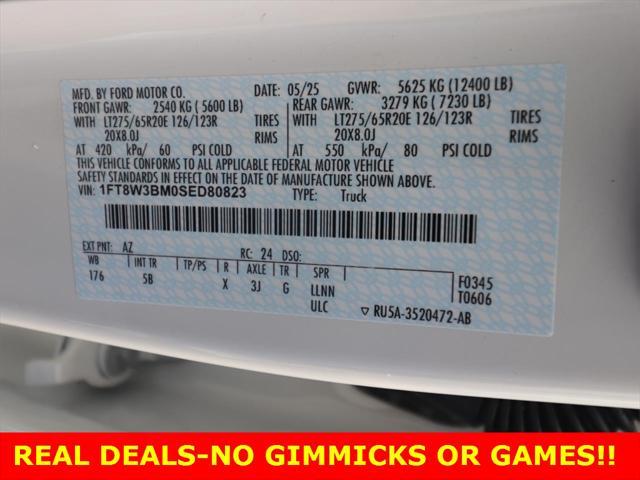 MFD. BY FORD MOTOR CO. DATE: 05/25 GVWR: 5625 KG (12400 LB)
FRONT GAWR: 2540 KG ( 5600 LB) REAR GAWR: 3279 KG ( 7230 LB)
WITH LT275/65R20E 126/123R TIRES WITH LT275/65R20E 126/123R TIRES
20X8.0J RIMS 20X8.0J RIMS
AT 420 kPa/ 60 PSI COLD AT 550 kPa/ 80 PSI COLD
THIS VEHICLE CONFORMS TO ALL APPLICABLE FEDERAL MOTOR VEHICLE
SAFETY STANDARDS IN EFFECT ON THE DATE OF MANUFACTURE SHOWN ABOVE.
VIN: 1FT8W3BM0SED80823 TYPE: Truck
EXT PNT: AZ RC: 24 DSO:
WB INT TR TP/PS R AXLE TR SPR F0345
176 5B X 3J G LLNN T0606
ULC ▽ RU5A-3520472-AB
REAL DEALS-NO GIMMICKS OR GAMES!!